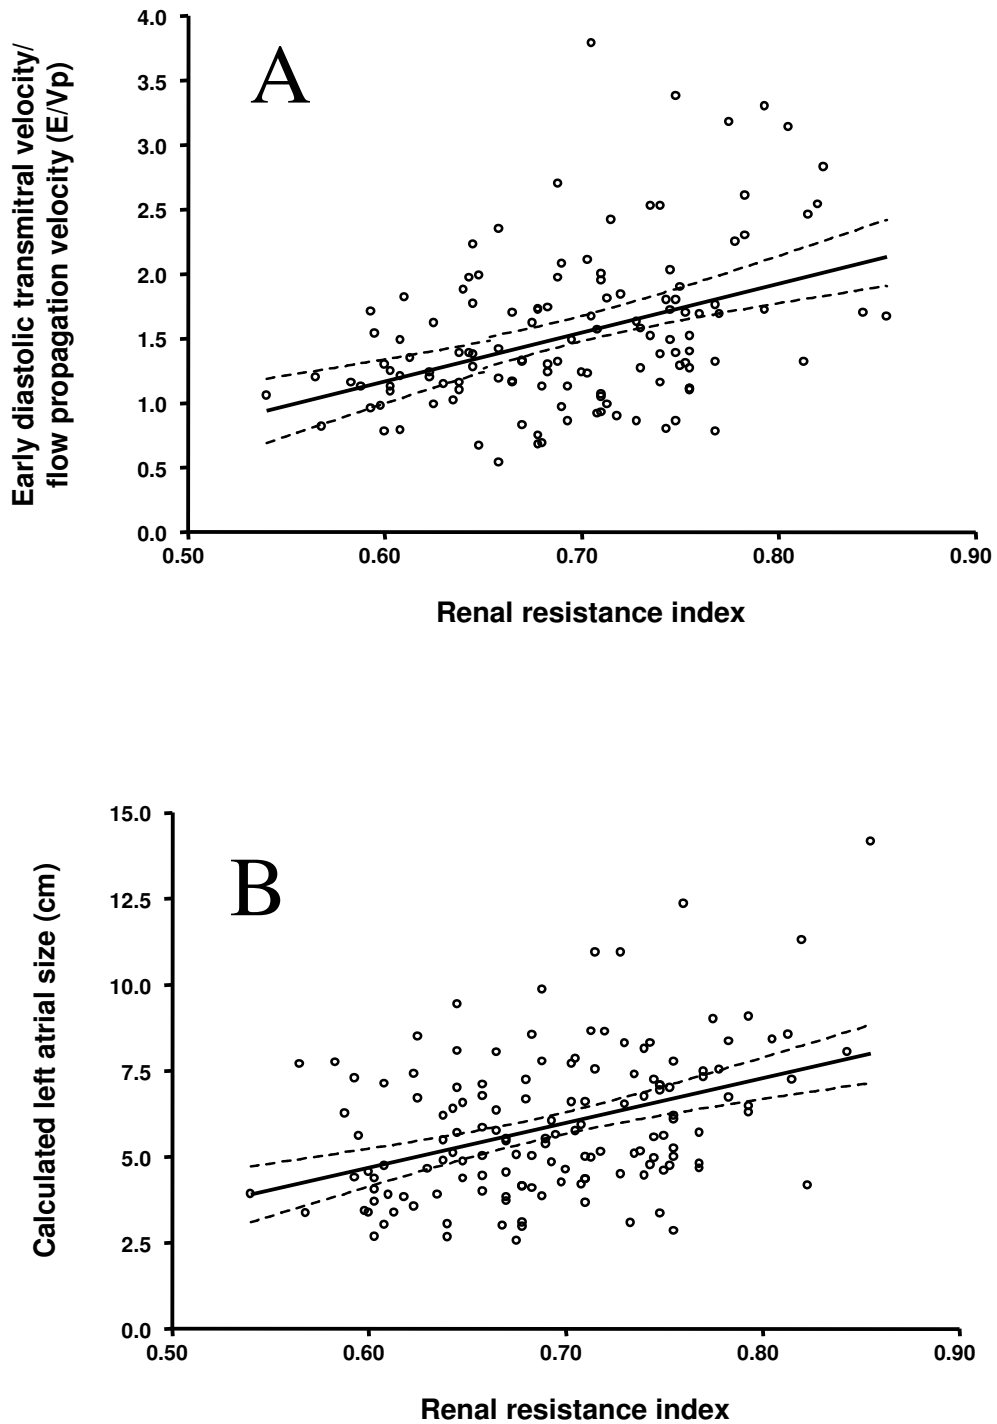 A
Early diastolic transmitral velocity/
flow propagation velocity (E/Vp)
4.0
3.5
3.0
2.5
2.0
1.5
1.0
0.5
0.0
0.50 0.60 0.70 0.80 0.90
Renal resistance index
B
Calculated left atrial size (cm)
15.0
12.5
10.0
7.5
5.0
2.5
0.0
0.50 0.60 0.70 0.80 0.90
Renal resistance index